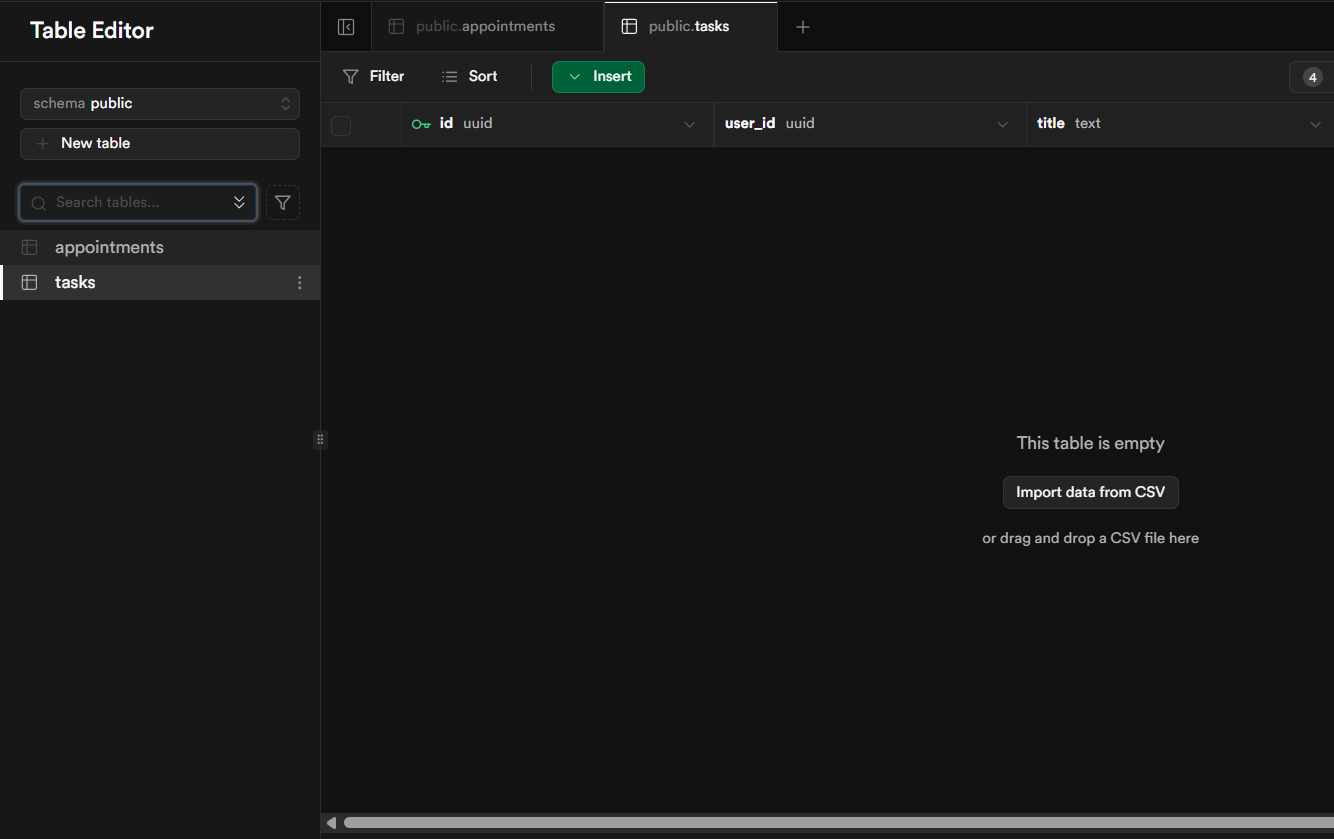 Table Editor
public.appointments
public.tasks
schema public
New table
Search tables...
appointments
tasks
Filter
Sort
Insert
4
id uuid
user_id uuid
title text
This table is empty
Import data from CSV
or drag and drop a CSV file here